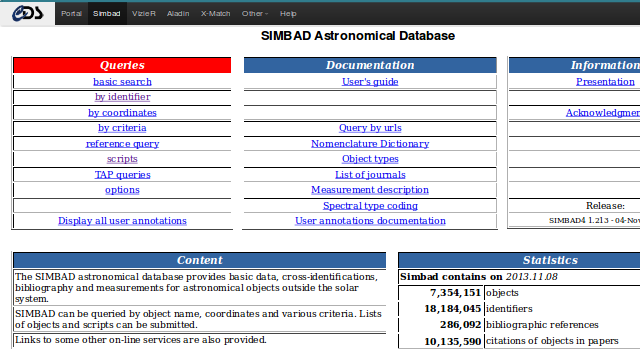 CDS Portal Simbad VizieR Aladin X-Match Other Help
SIMBAD Astronomical Database
Queries Documentation Information
basic search User's guide Presentation
by identifier
by coordinates Acknowledgmen
by criteria Query by urls
reference query Nomenclature Dictionary
scripts Object types
TAP queries List of journals
options Measurement description
Spectral type coding Release:
Display all user annotations User annotations documentation SIMBAD4 1.213 - 04-Nov
Content Statistics
The SIMBAD astronomical database provides basic data, cross-identifications,
bibliography and measurements for astronomical objects outside the solar
system.
SIMBAD can be queried by object name, coordinates and various criteria. Lists
of objects and scripts can be submitted.
Links to some other on-line services are also provided.
Simbad contains on 2013.11.08
7,354,151 objects
18,184,045 identifiers
286,092 bibliographic references
10,135,590 citations of objects in papers